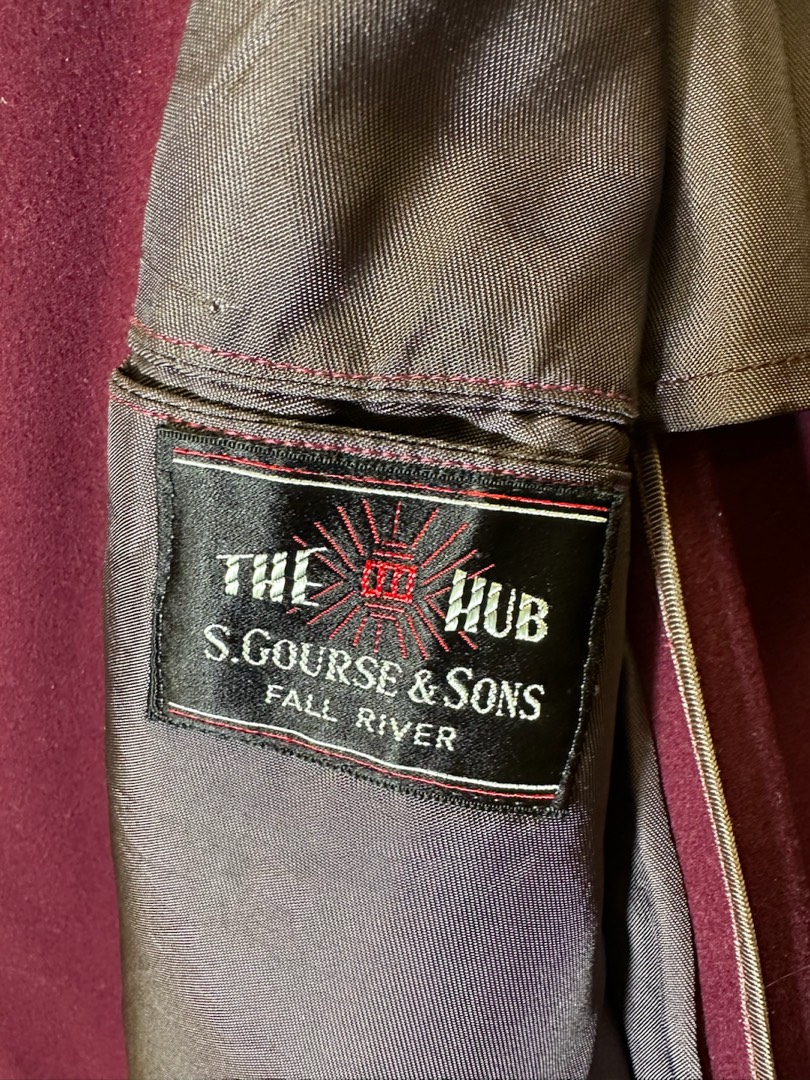 THE HUB
S. GOURSE & SONS
FALL RIVER